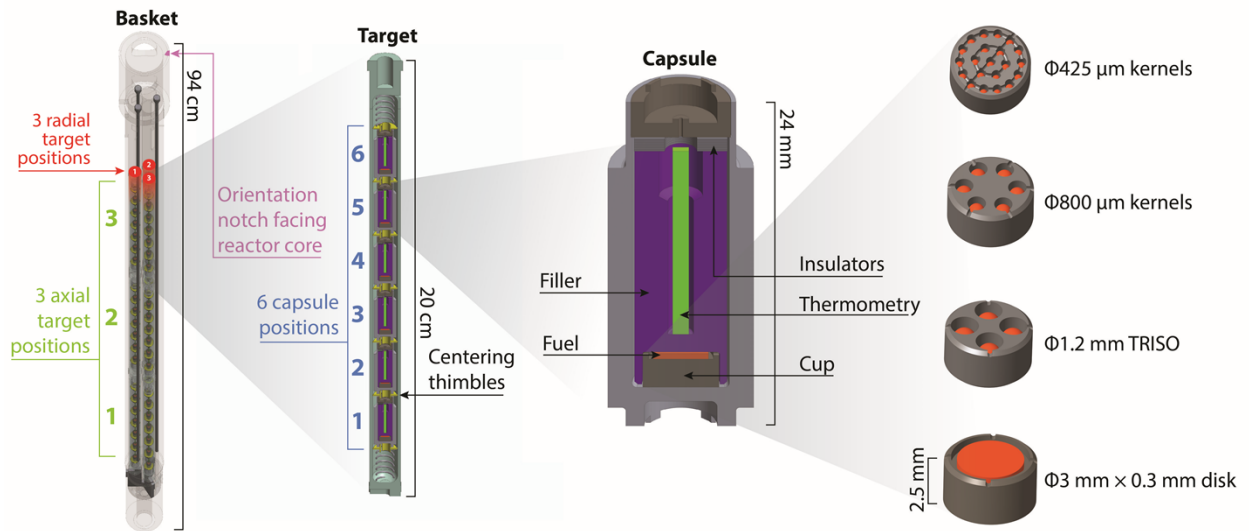 Basket
94 cm
3 radial
target
positions
1
2
3
Orientation
notch facing
reactor core
3
2
1
3 axial
target
positions
Target
20 cm
6
5
4
3
2
1
6 capsule
positions
Centering
thimbles
Capsule
24 mm
Filler
Fuel
Insulators
Thermometry
Cup
Φ425 µm kernels
Φ800 µm kernels
Φ1.2 mm TRISO
2.5 mm
Φ3 mm × 0.3 mm disk